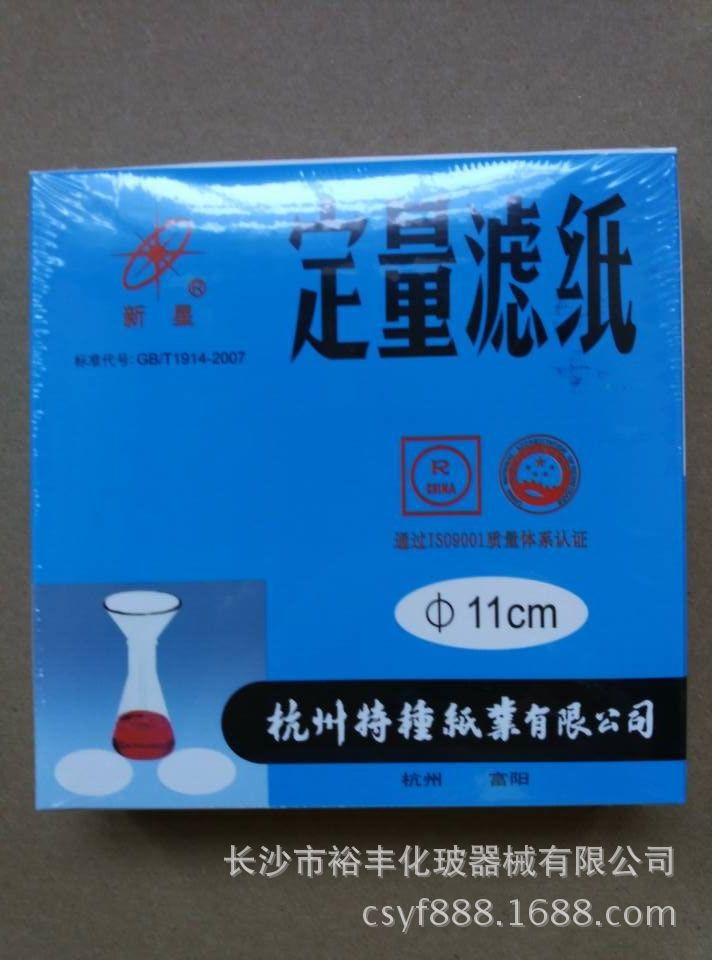 定量滤纸
新星®
标准代号: GB/T1914-2007
R
CHINA
通过ISO9001质量体系认证
Φ 11cm
杭州特種紙業有限公司
杭州 富阳
长沙市裕丰化玻器械有限公司
csyf888.1688.com